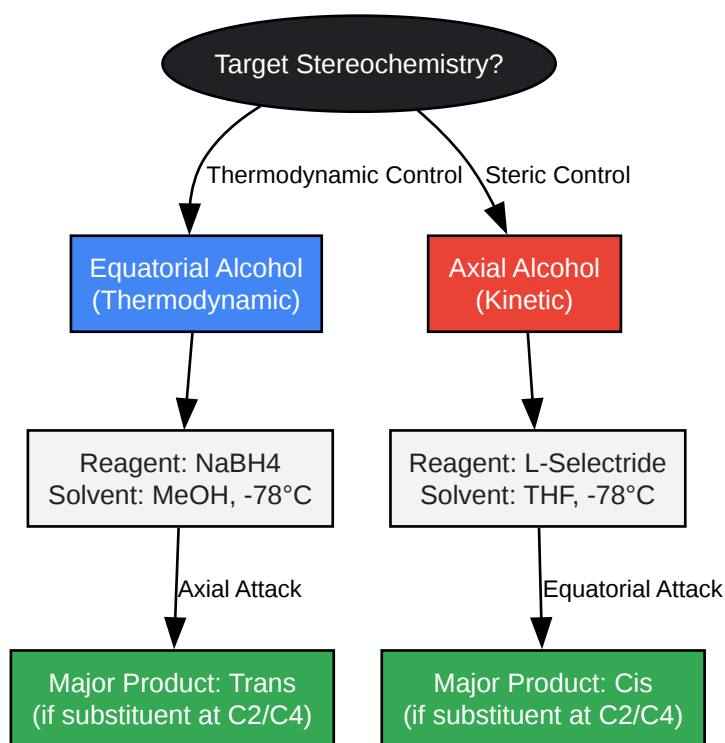 Target Stereochemistry?
Thermodynamic Control
Steric Control
Equatorial Alcohol
(Thermodynamic)
Axial Alcohol
(Kinetic)
Reagent: NaBH4
Solvent: MeOH, -78°C
Reagent: L-Selectride
Solvent: THF, -78°C
Axial Attack
Equatorial Attack
Major Product: Trans
(if substituent at C2/C4)
Major Product: Cis
(if substituent at C2/C4)